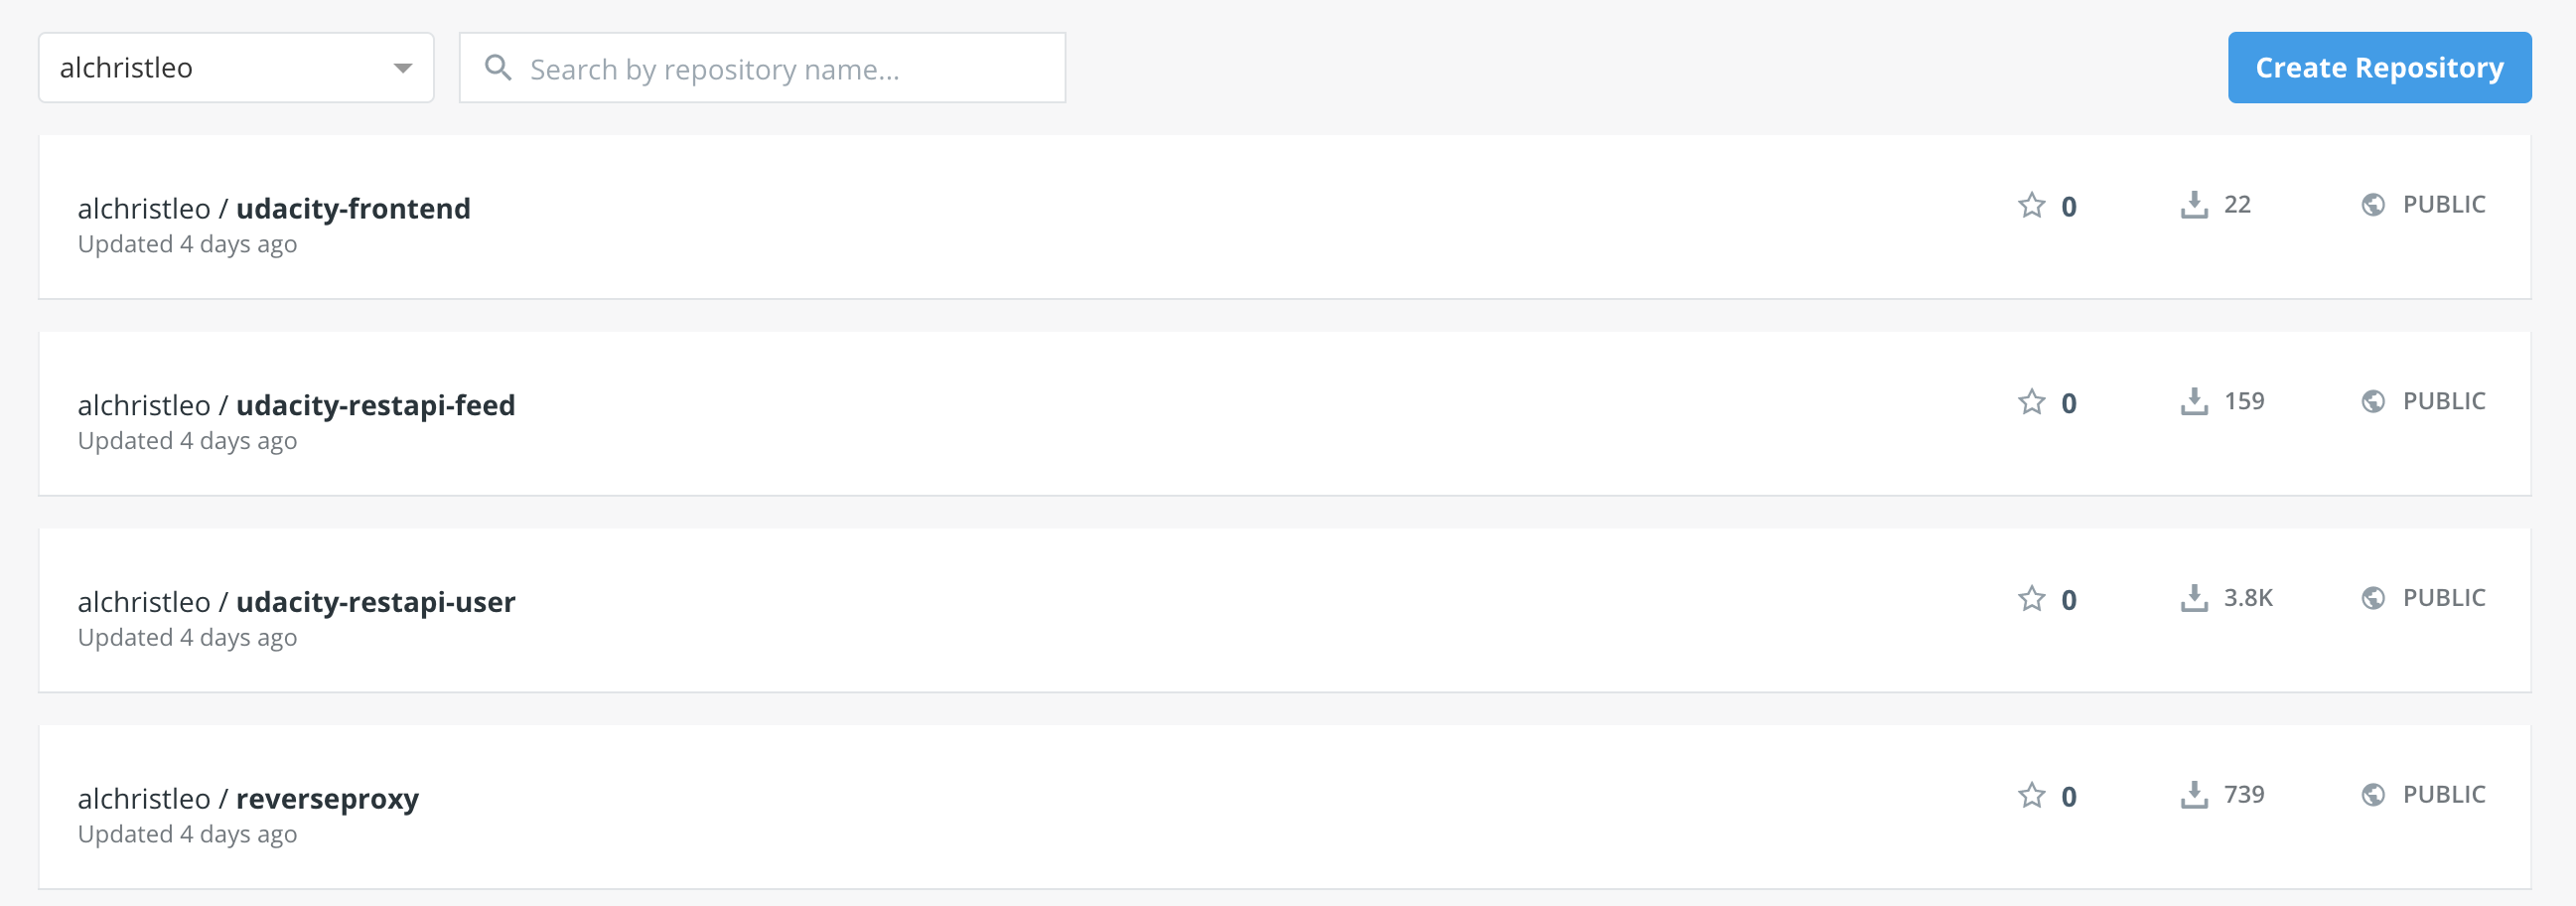 alchristleo
Search by repository name...
Create Repository
alchristleo / udacity-frontend
Updated 4 days ago
0
22
PUBLIC
alchristleo / udacity-restapi-feed
Updated 4 days ago
0
159
PUBLIC
alchristleo / udacity-restapi-user
Updated 4 days ago
0
3.8K
PUBLIC
alchristleo / reverseproxy
Updated 4 days ago
0
739
PUBLIC